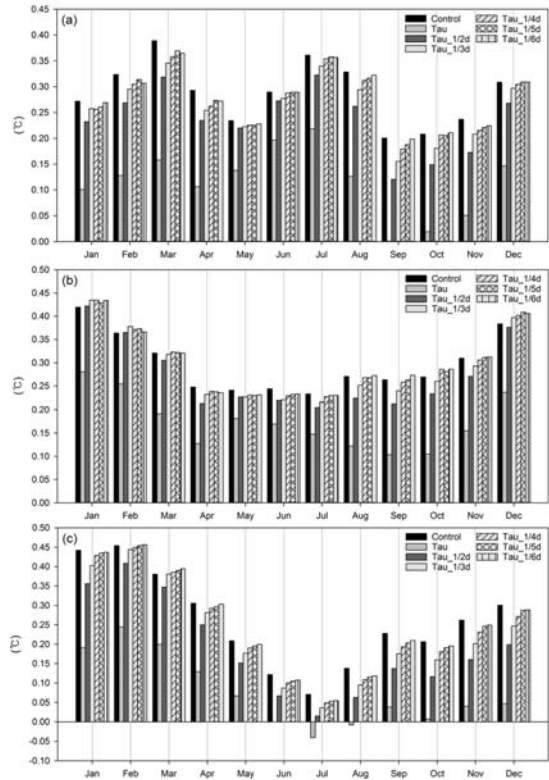 (a)
Control
Tau
Tau_1/2d
Tau_1/3d
Tau_1/4d
Tau_1/5d
Tau_1/6d
0.45
0.40
0.35
0.30
0.25
0.20
0.15
0.10
0.05
0.00
(℃)
Jan Feb Mar Apr May Jun Jul Aug Sep Oct Nov Dec
(b)
Control
Tau
Tau_1/2d
Tau_1/3d
Tau_1/4d
Tau_1/5d
Tau_1/6d
0.50
0.45
0.40
0.35
0.30
0.25
0.20
0.15
0.10
0.05
0.00
(℃)
Jan Feb Mar Apr May Jun Jul Aug Sep Oct Nov Dec
(c)
Control
Tau
Tau_1/2d
Tau_1/3d
Tau_1/4d
Tau_1/5d
Tau_1/6d
0.50
0.45
0.40
0.35
0.30
0.25
0.20
0.15
0.10
0.05
0.00
-0.05
-0.10
(℃)
Jan Feb Mar Apr May Jun Jul Aug Sep Oct Nov Dec